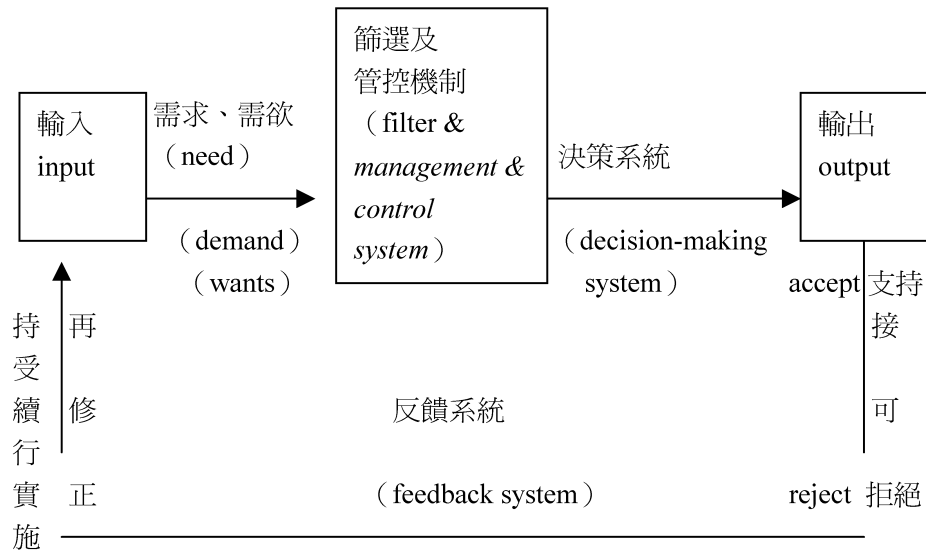 輸入
input
需求、需欲
（need）
（demand）
（wants）
篩選及
管控機制
（filter &
management &
control
system）
決策系統
（decision-making
system）
輸出
output
accept 支持
接
可
reject 拒絕
反饋系統
（feedback system）
再
修
正
持
受
續
行
實
施